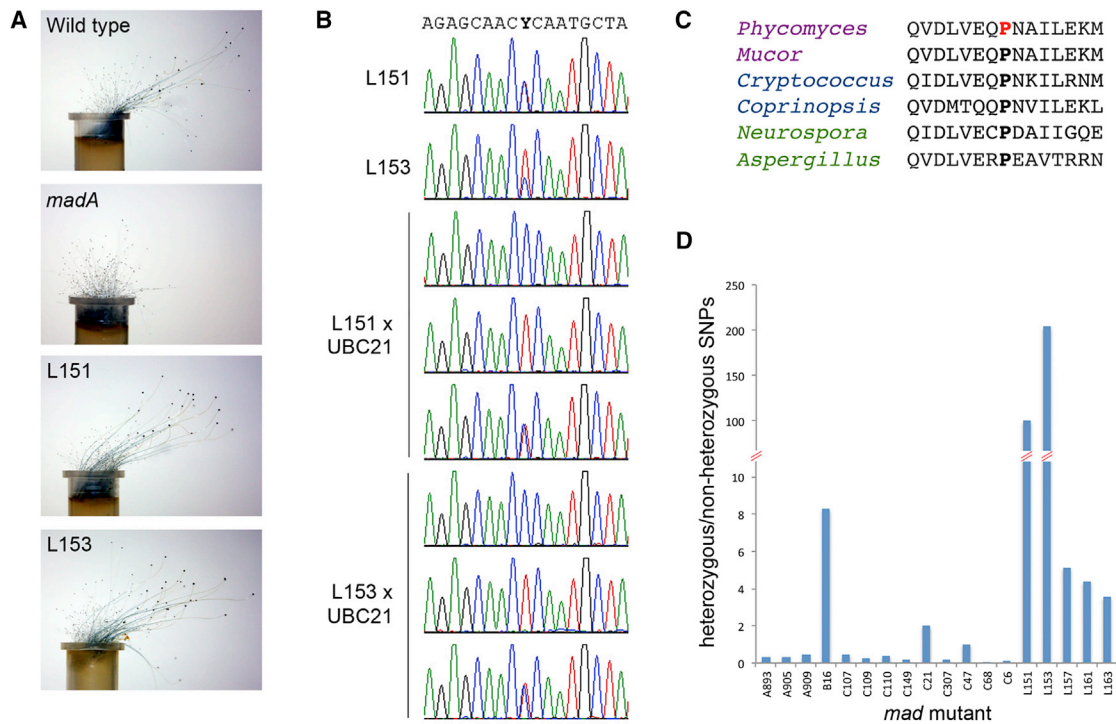 A
Wild type
madA
L151
L153
B
AGAGCAACYCAATGCTA
L151
L153
L151 x
UBC21
L153 x
UBC21
C
Phycomyces QVDLVEQPNAILEKM
Mucor QVDLVEQPNAILEKM
Cryptococcus QIDLVEQPNKILRNM
Coprinopsis QVDMTQQPNVILEKL
Neurospora QIDLVECPDAIIGQE
Aspergillus QVDLVERPEAVTRRN
D
heterozygous/non-heterozygous SNPs
250
200
150
100
10
8
6
4
2
0
A893
A905
A909
B16
C107
C109
C110
C149
C21
C307
C47
C68
C6
L151
L153
L157
L161
L163
mad mutant